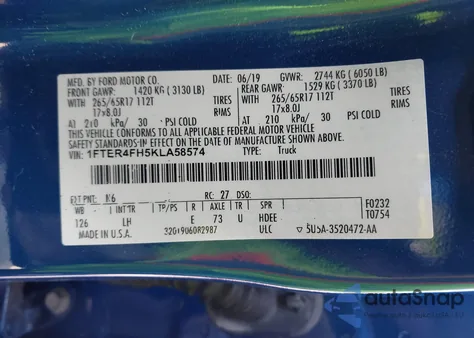 MFD. BY FORD MOTOR CO.
DATE: 06/19 GVWR: 2744 KG ( 6050 LB)
FRONT GAWR: 1420 KG ( 3130 LB) REAR GAWR: 1529 KG ( 3370 LB)
WITH WITH
265/65R17 112T TIRES 265/65R17 112T TIRES
17x8.0J RIMS 17x8.0J RIMS
AT 210 kPa/ 30 PSI COLD AT 210 kPa/ 30 PSI COLD
THIS VEHICLE CONFORMS TO ALL APPLICABLE FEDERAL MOTOR VEHICLE
SAFETY STANDARDS IN EFFECT ON THE DATE OF MANUFACTURE SHOWN ABOVE.
VIN: 1FTER4FH5KLA58574 TYPE: Truck
EXT PNT: N6 RC: 27 DSO: F0232
WB INT TR TP/PS R AXLE TR SPR T0754
126 LH E 73 U HDEE
MADE IN U.S.A. ULC 5U5A-3520472-AA
autoSnap